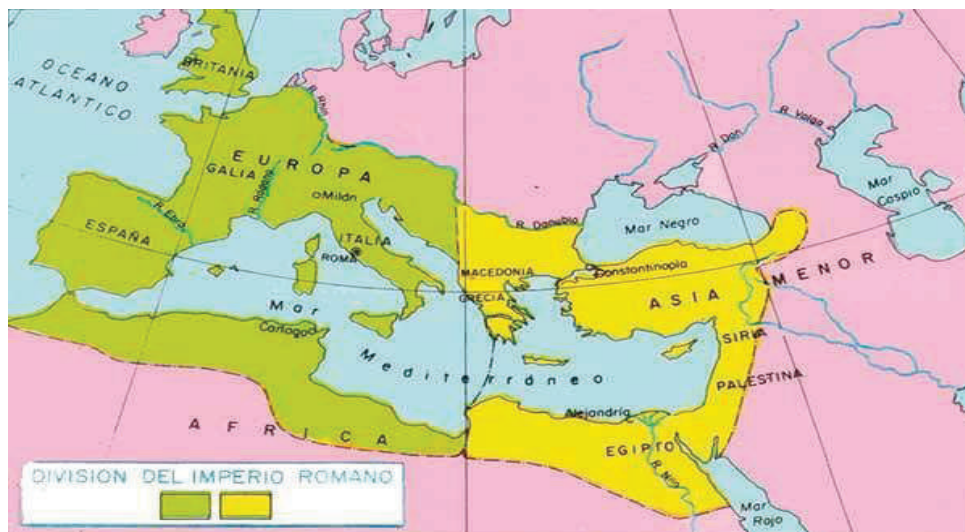 OCEANO
ATLANTICO
BRITANIA
R. Rhin
EUROPA
GALIA
R. Ródano
Milán
R. Ebro
ESPAÑA
ITALIA
ROMA
R. Danubio
Mar Negro
R. Don
R. Volga
Mar
Caspio
MACEDONIA
GRECIA
Constantinopla
ASIA MENOR
SIRIA
PALESTINA
Mar
Mediterráneo
Cartago
Alejandría
AFRICA
EGIPTO
R. Nilo
Mar
Rojo
DIVISION DEL IMPERIO ROMANO